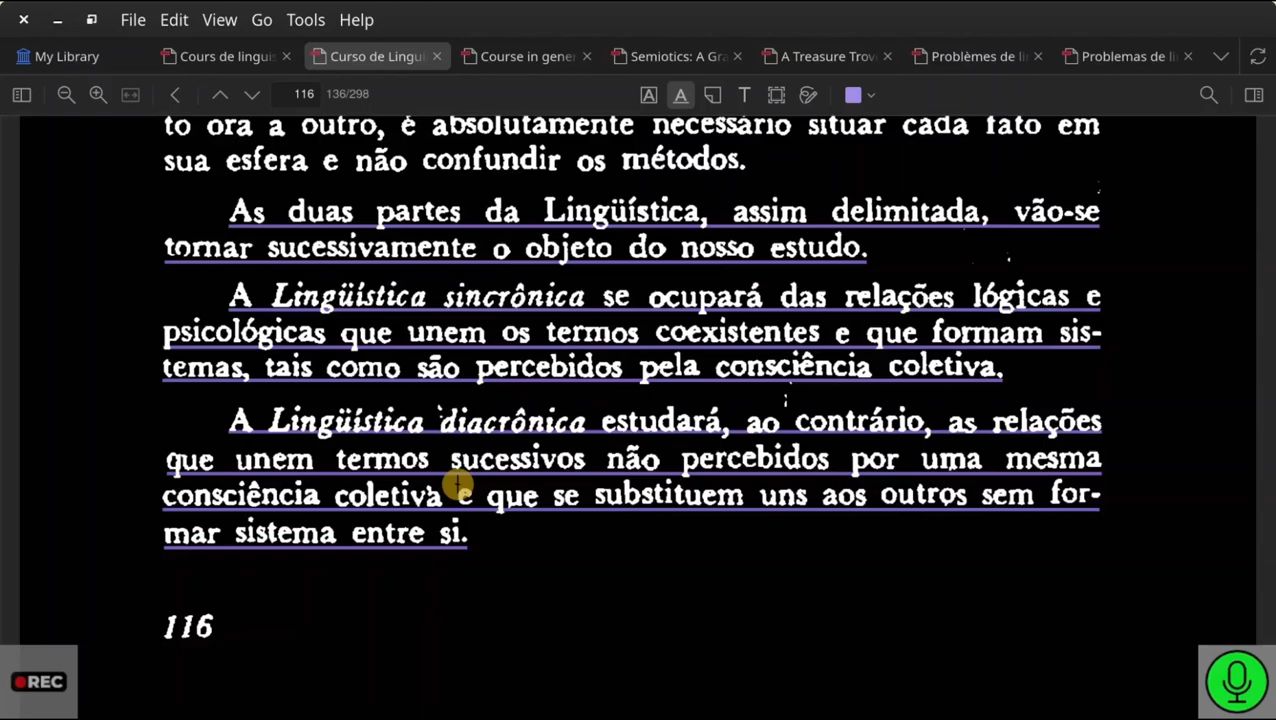 File Edit View Go Tools Help
My Library Cours de linguis Curso de Lingui Course in gener Semiotics: A Gra A Treasure Trov Problèmes de li Problemas de li
116 136/298
to ora a outro, é absolutamente necessário situar cada fato em
sua esfera e não confundir os métodos.
As duas partes da Lingüística, assim delimitada, vão-se
tornar sucessivamente o objeto do nosso estudo.
A Lingüística sincrônica se ocupará das relações lógicas e
psicológicas que unem os termos coexistentes e que formam sis-
temas, tais como são percebidos pela consciência coletiva.
A Lingüística diacrônica estudará, ao contrário, as relações
que unem termos sucessivos não percebidos por uma mesma
consciência coletiva e que se substituem uns aos outros sem for-
mar sistema entre si.
116
REC